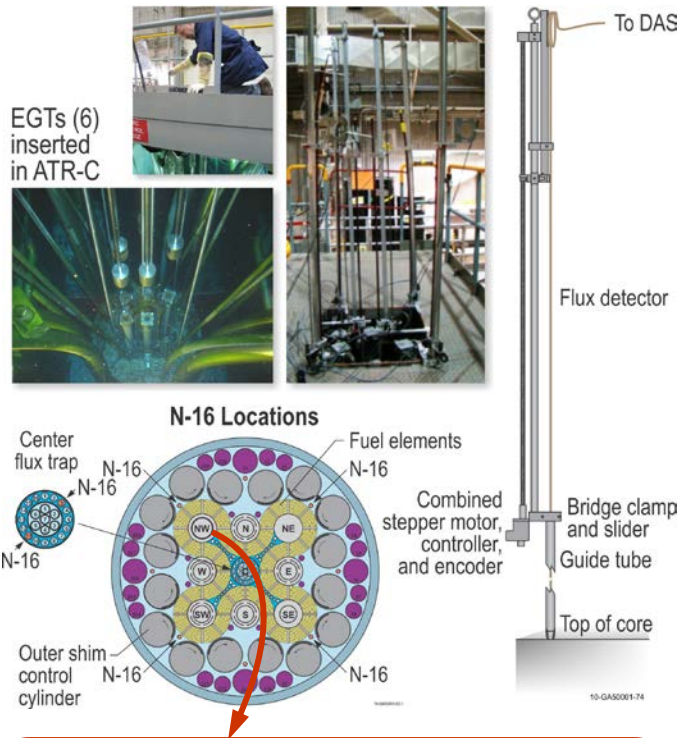 To DAS
EGTs (6)
inserted
in ATR-C
Flux detector
N-16 Locations
Center
flux trap
N-16
N-16
N-16
Fuel elements
N-16
NW
N
NE
W
E
SW
S
SE
Combined
stepper motor,
controller,
and encoder
Bridge clamp
and slider
Guide tube
Top of core
Outer shim
control
cylinder
N-16
N-16
10-GA50001-74